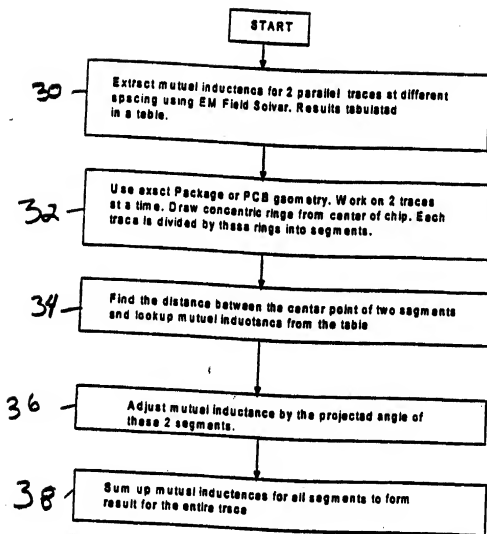 START
30
Extract mutual inductance for 2 parallel traces at different
spacing using EM Field Solver. Results tabulated
in a table.
32
Use exact Package or PCB geometry. Work on 2 traces
at a time. Draw concentric rings from center of chip. Each
trace is divided by these rings into segments.
34
Find the distance between the center point of two segments
and lookup mutual inductance from the table
36
Adjust mutual inductance by the projected angle of
these 2 segments.
38
Sum up mutual inductances for all segments to form
result for the entire trace